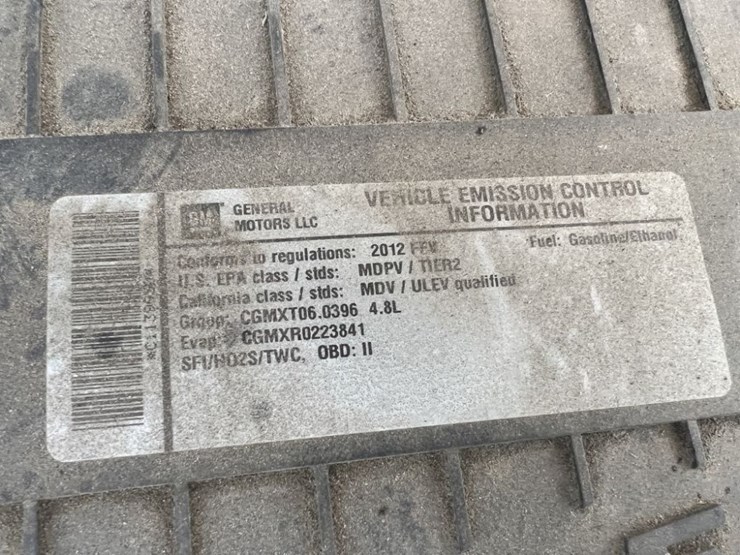 GM
GENERAL
MOTORS LLC
VEHICLE EMISSION CONTROL
INFORMATION
Conforms to regulations: 2012 FFV
Fuel: Gasoline/Ethanol
U.S. EPA class / stds: MDPV / TIER2
California class / stds: MDV / ULEV qualified
Group: CGMXT06.0396 4.8L
Evap: CGMXR0223841
SFI/HO2S/TWC, OBD: II